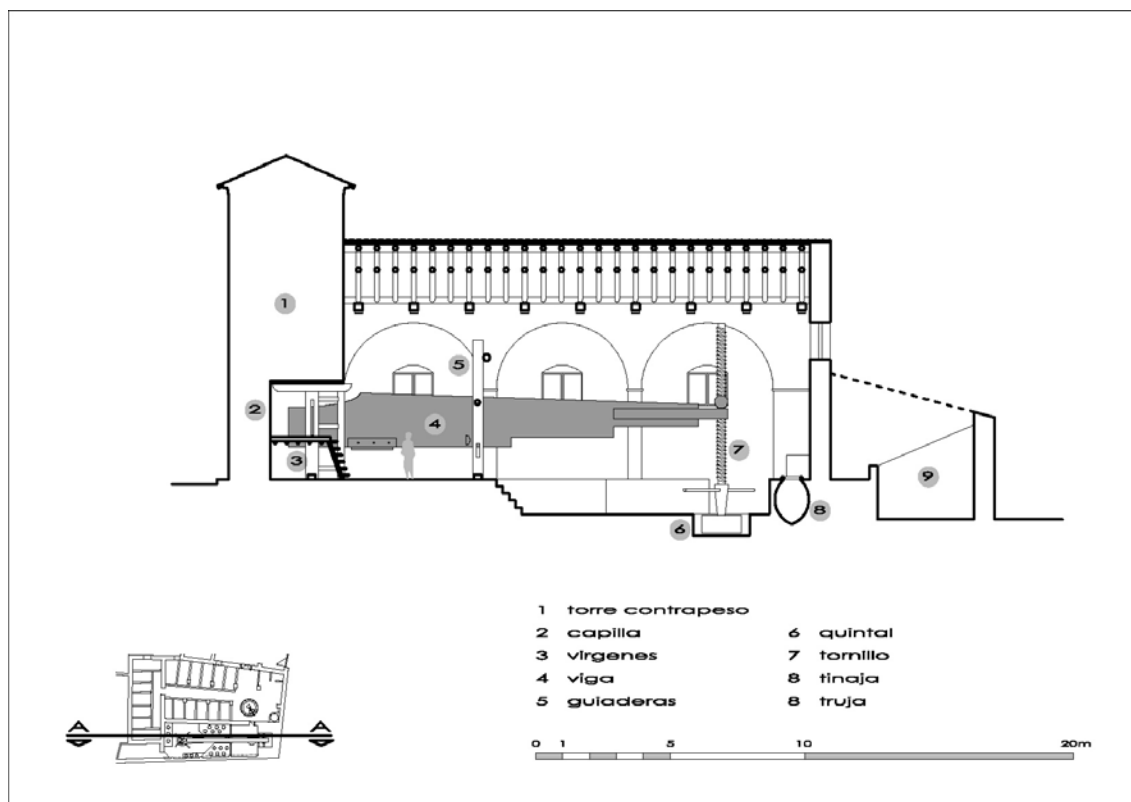 1
2
3
4
5
6
7
8
9
1 torre contrapeso
2 capilla
3 virgenes
4 viga
5 guiaderas
6 quintal
7 tornillo
8 tinaja
8 truja
A A
0 1 5 10 20m